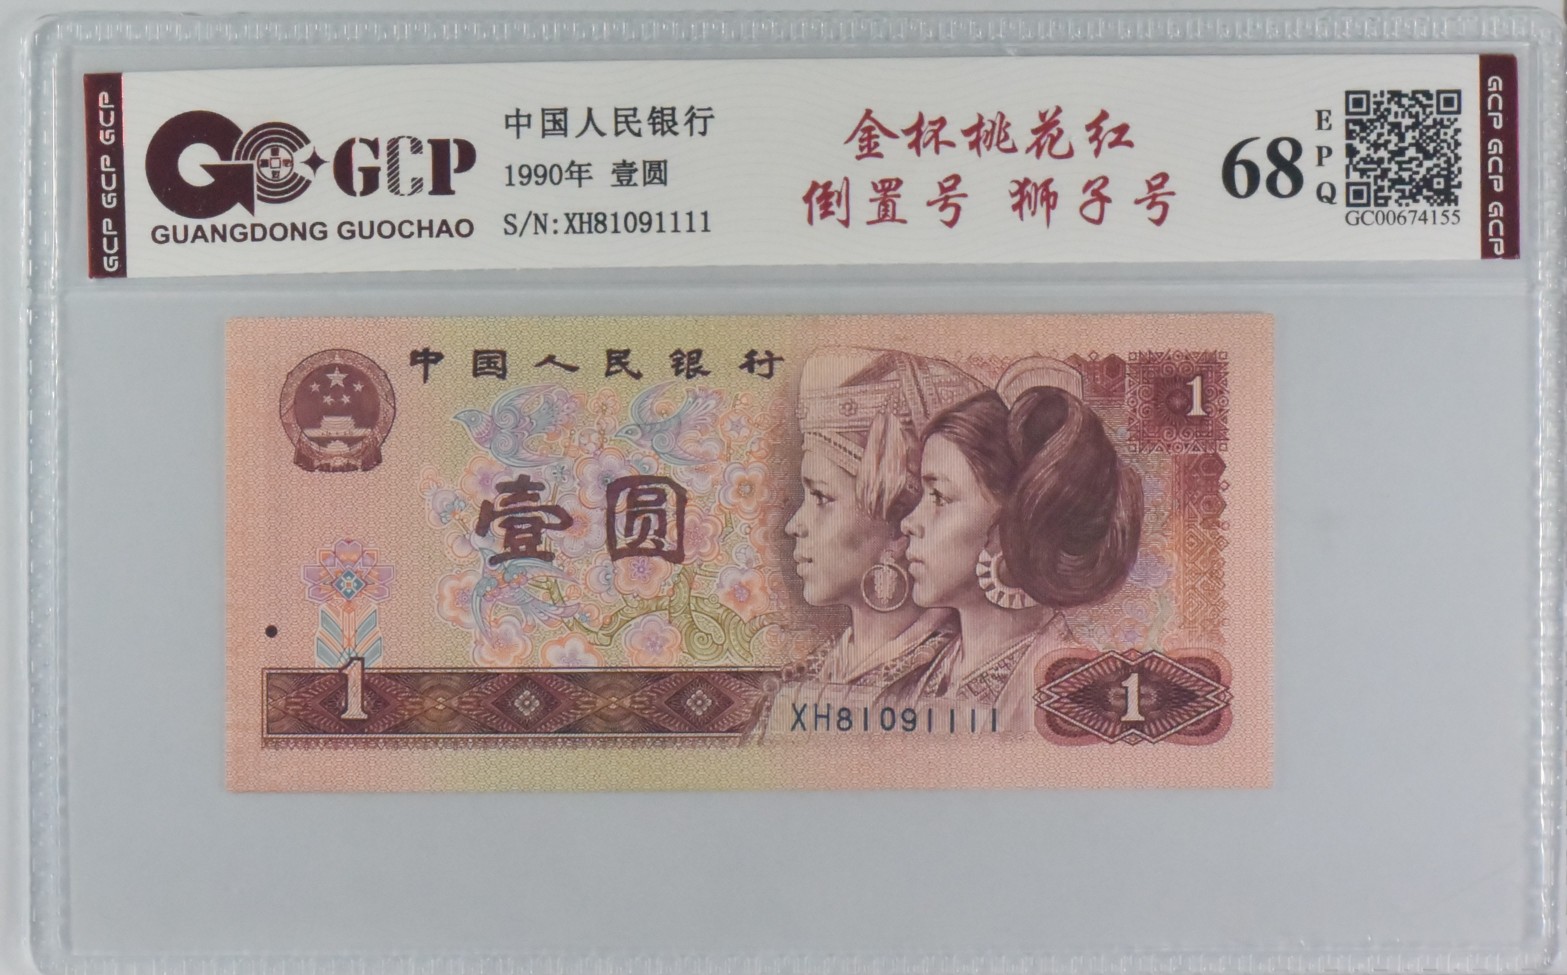 GCP GCP GCP
GCP
GUANGDONG GUOCHAO
中国人民银行
1990年 壹圆
S/N:XH81091111
金杯桃花红
倒置号 狮子号
68
EPQ
GC00674155
GCP GCP GCP
中国人民银行
1
壹圆
1
XH81091111
1